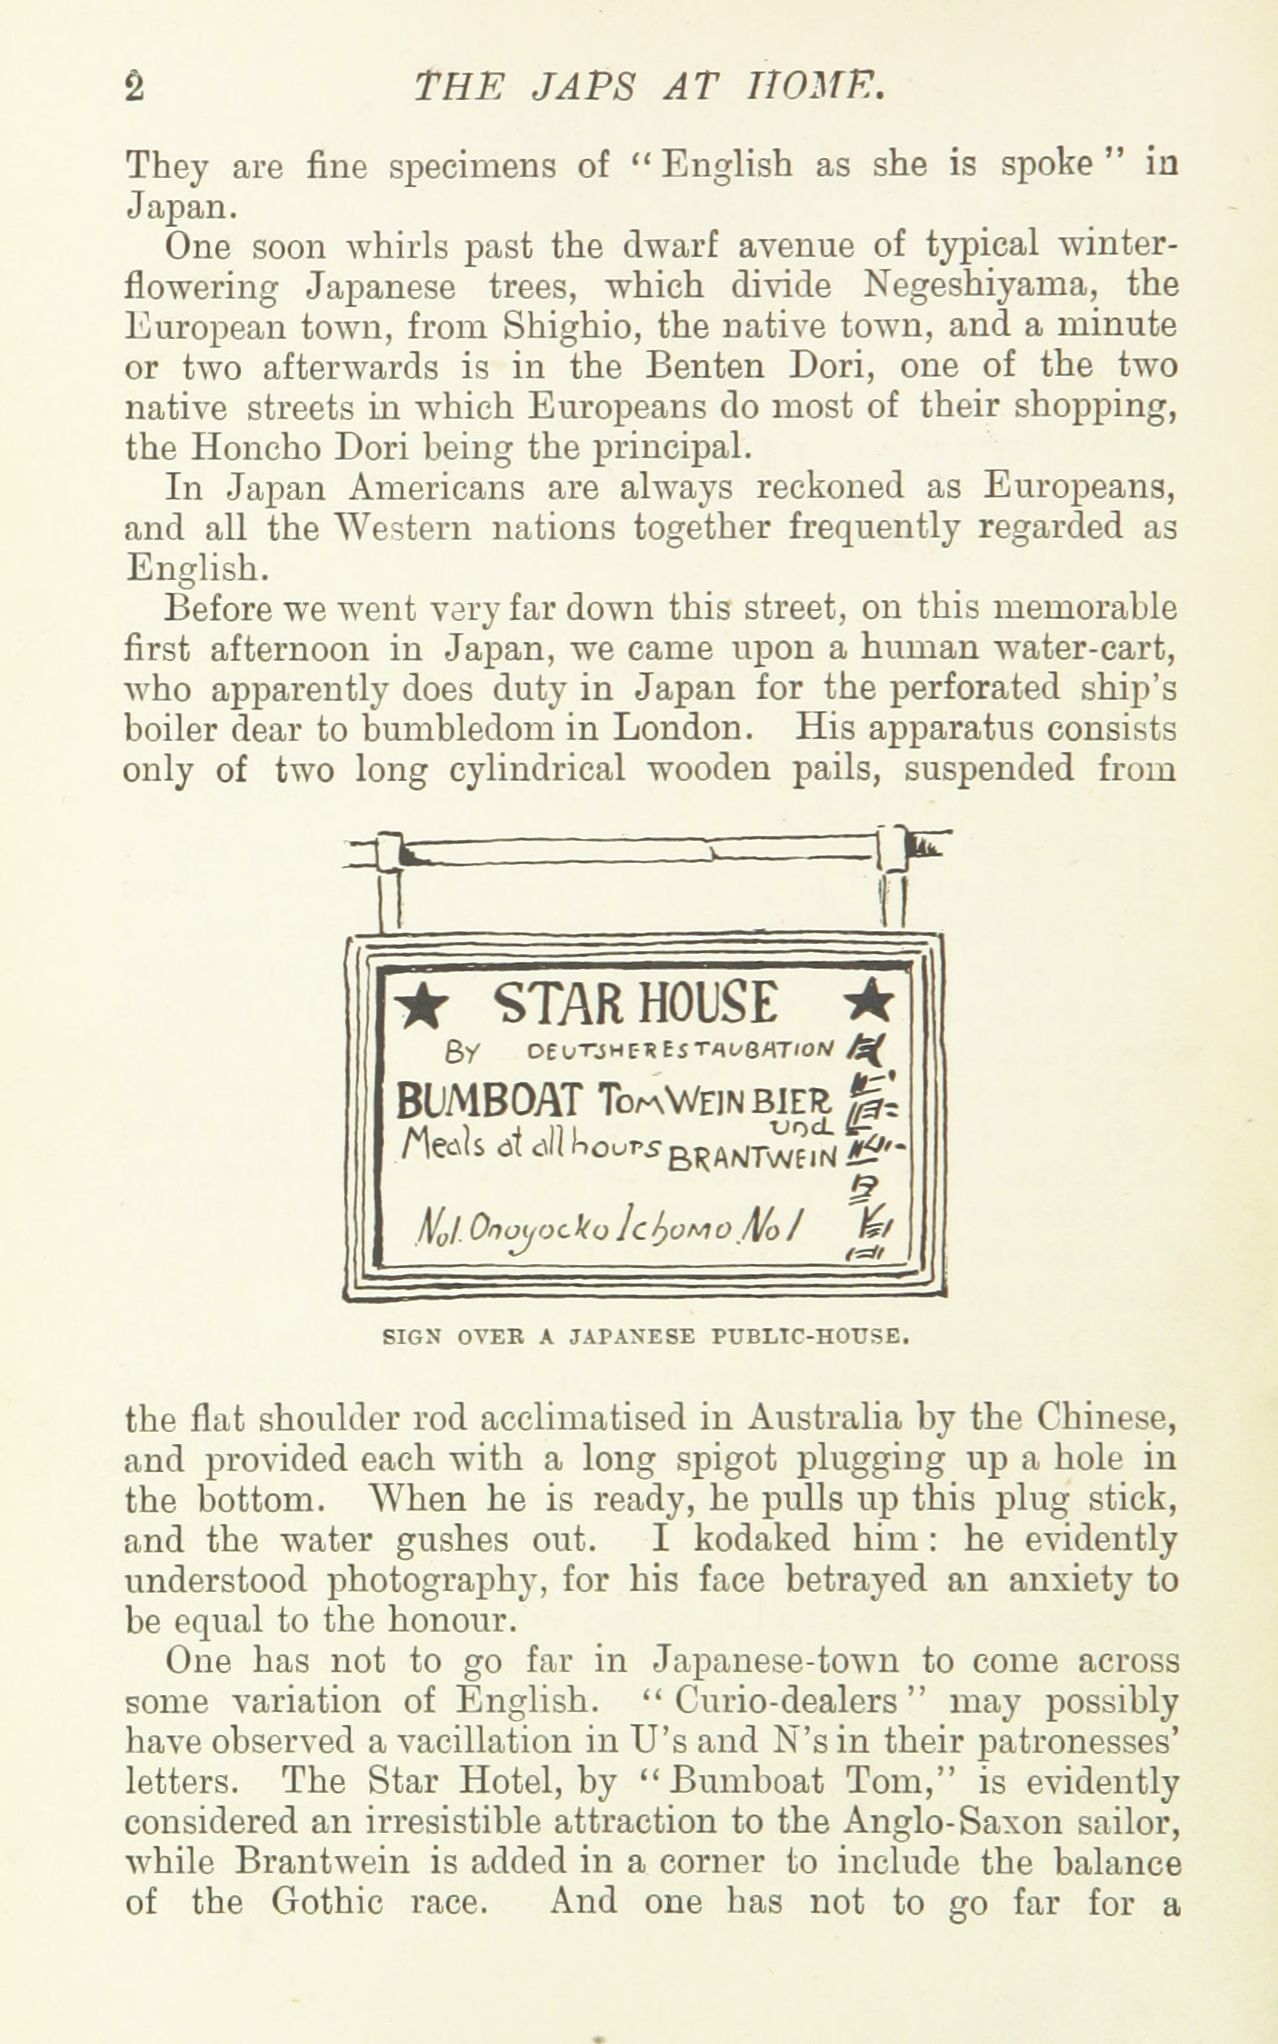 2 THE JAPS AT HOME.
They are fine specimens of “English as she is spoke” in
Japan.
One soon whirls past the dwarf avenue of typical winter-
flowering Japanese trees, which divide Negeshiyama, the
European town, from Shighio, the native town, and a minute
or two afterwards is in the Benten Dori, one of the two
native streets in which Europeans do most of their shopping,
the Honcho Dori being the principal.
In Japan Americans are always reckoned as Europeans,
and all the Western nations together frequently regarded as
English.
Before we went very far down this street, on this memorable
first afternoon in Japan, we came upon a human water-cart,
who apparently does duty in Japan for the perforated ship's
boiler dear to bumbledom in London. His apparatus consists
only of two long cylindrical wooden pails, suspended from
★ STAR HOUSE ★
BY DEUTSHERESTAUBATION
BUMBOAT TOM WEIN BIER
und
Meals at all hours BRANTWEIN
No1. Onoyocko Ichomo No1
SIGN OVER A JAPANESE PUBLIC-HOUSE.
the flat shoulder rod acclimatised in Australia by the Chinese,
and provided each with a long spigot plugging up a hole in
the bottom. When he is ready, he pulls up this plug stick,
and the water gushes out. I kodaked him: he evidently
understood photography, for his face betrayed an anxiety to
be equal to the honour.
One has not to go far in Japanese-town to come across
some variation of English. “Curio-dealers” may possibly
have observed a vacillation in U's and N's in their patronesses'
letters. The Star Hotel, by “Bumboat Tom,” is evidently
considered an irresistible attraction to the Anglo-Saxon sailor,
while Brantwein is added in a corner to include the balance
of the Gothic race. And one has not to go far for a